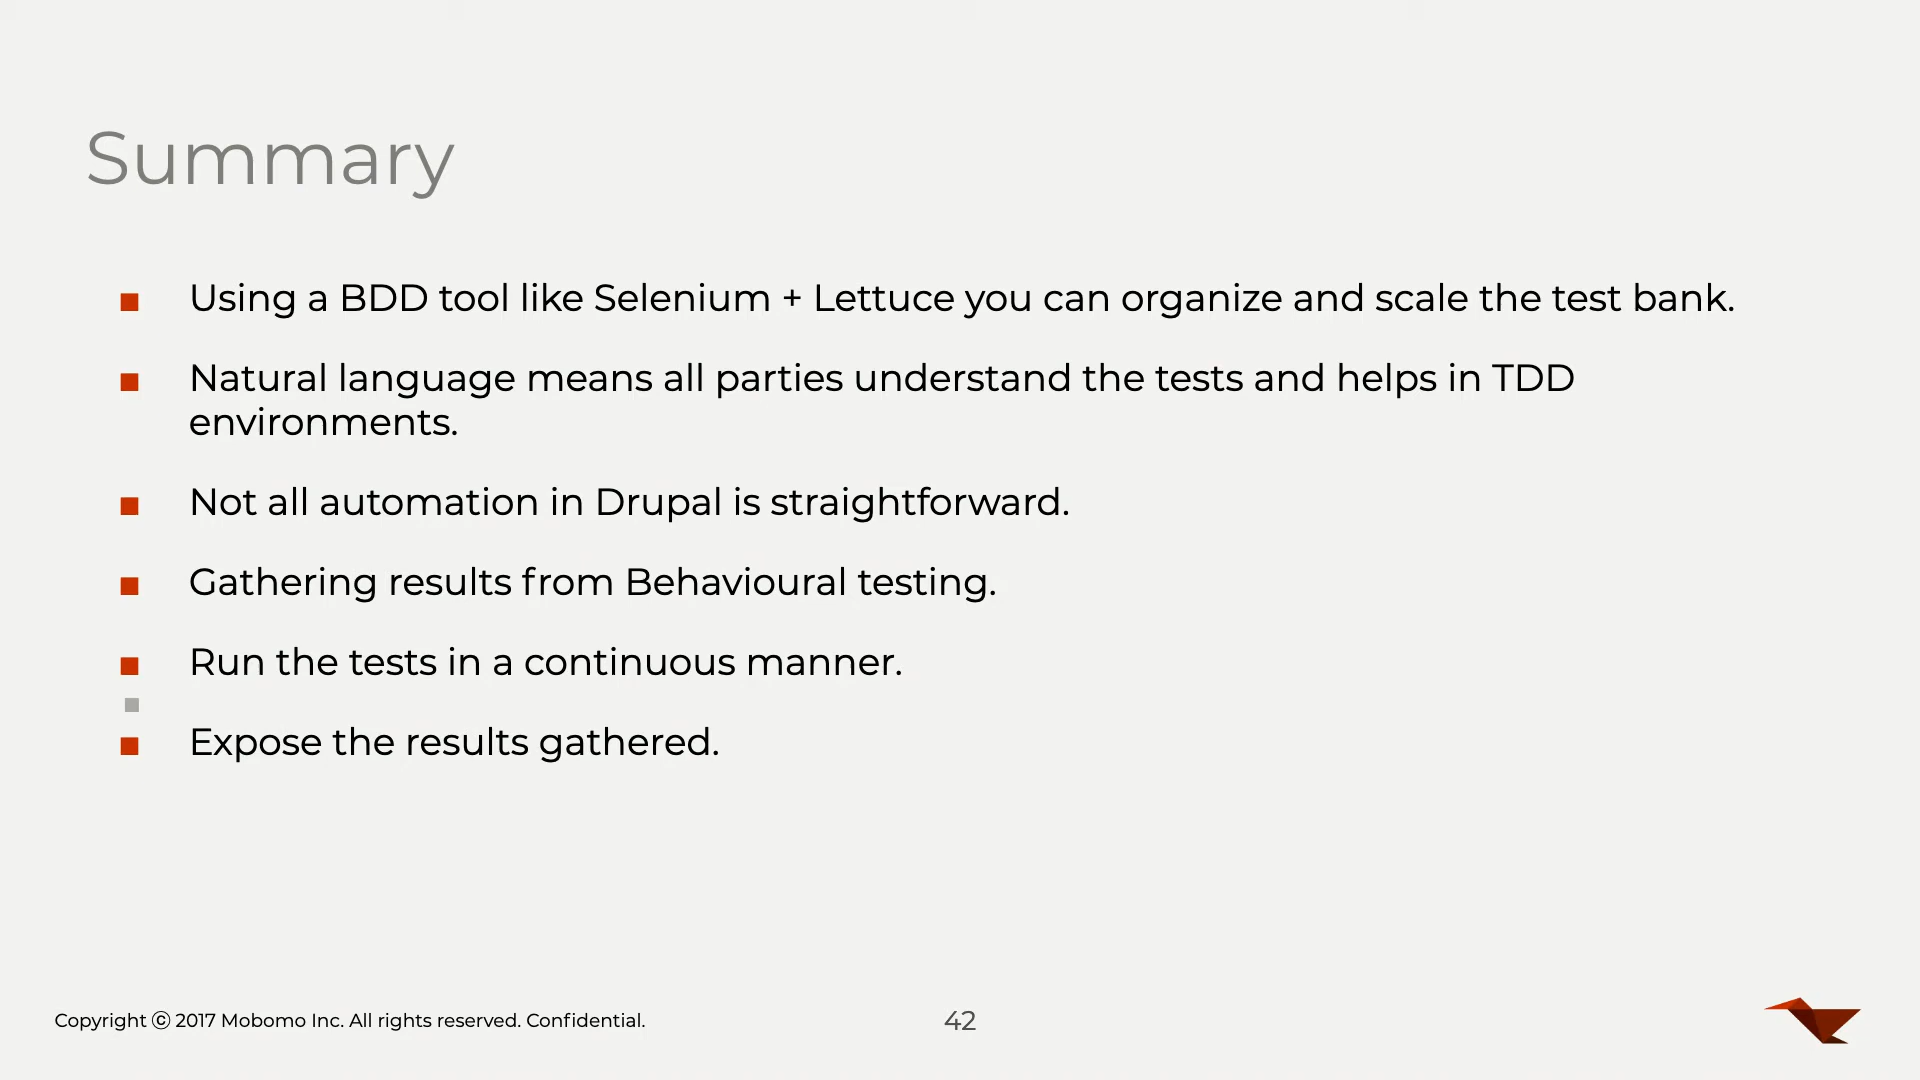 Summary
Using a BDD tool like Selenium + Lettuce you can organize and scale the test bank.
Natural language means all parties understand the tests and helps in TDD
environments.
Not all automation in Drupal is straightforward.
Gathering results from Behavioural testing.
Run the tests in a continuous manner.
Expose the results gathered.
Copyright ⓒ 2017 Mobomo Inc. All rights reserved. Confidential.
42